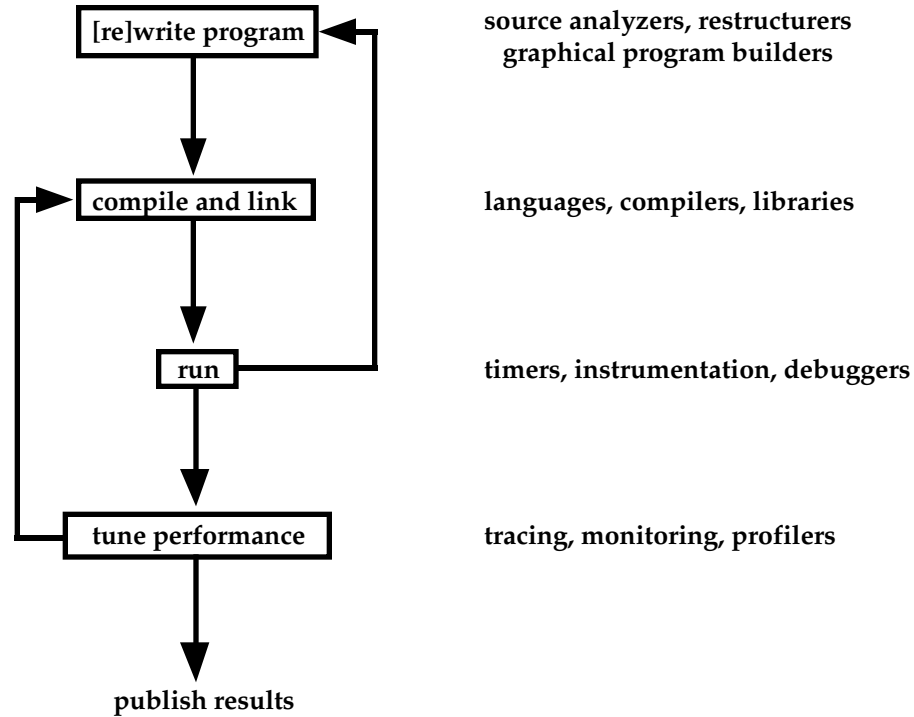 [re]write program
source analyzers, restructurers
graphical program builders
compile and link
languages, compilers, libraries
run
timers, instrumentation, debuggers
tune performance
tracing, monitoring, profilers
publish results